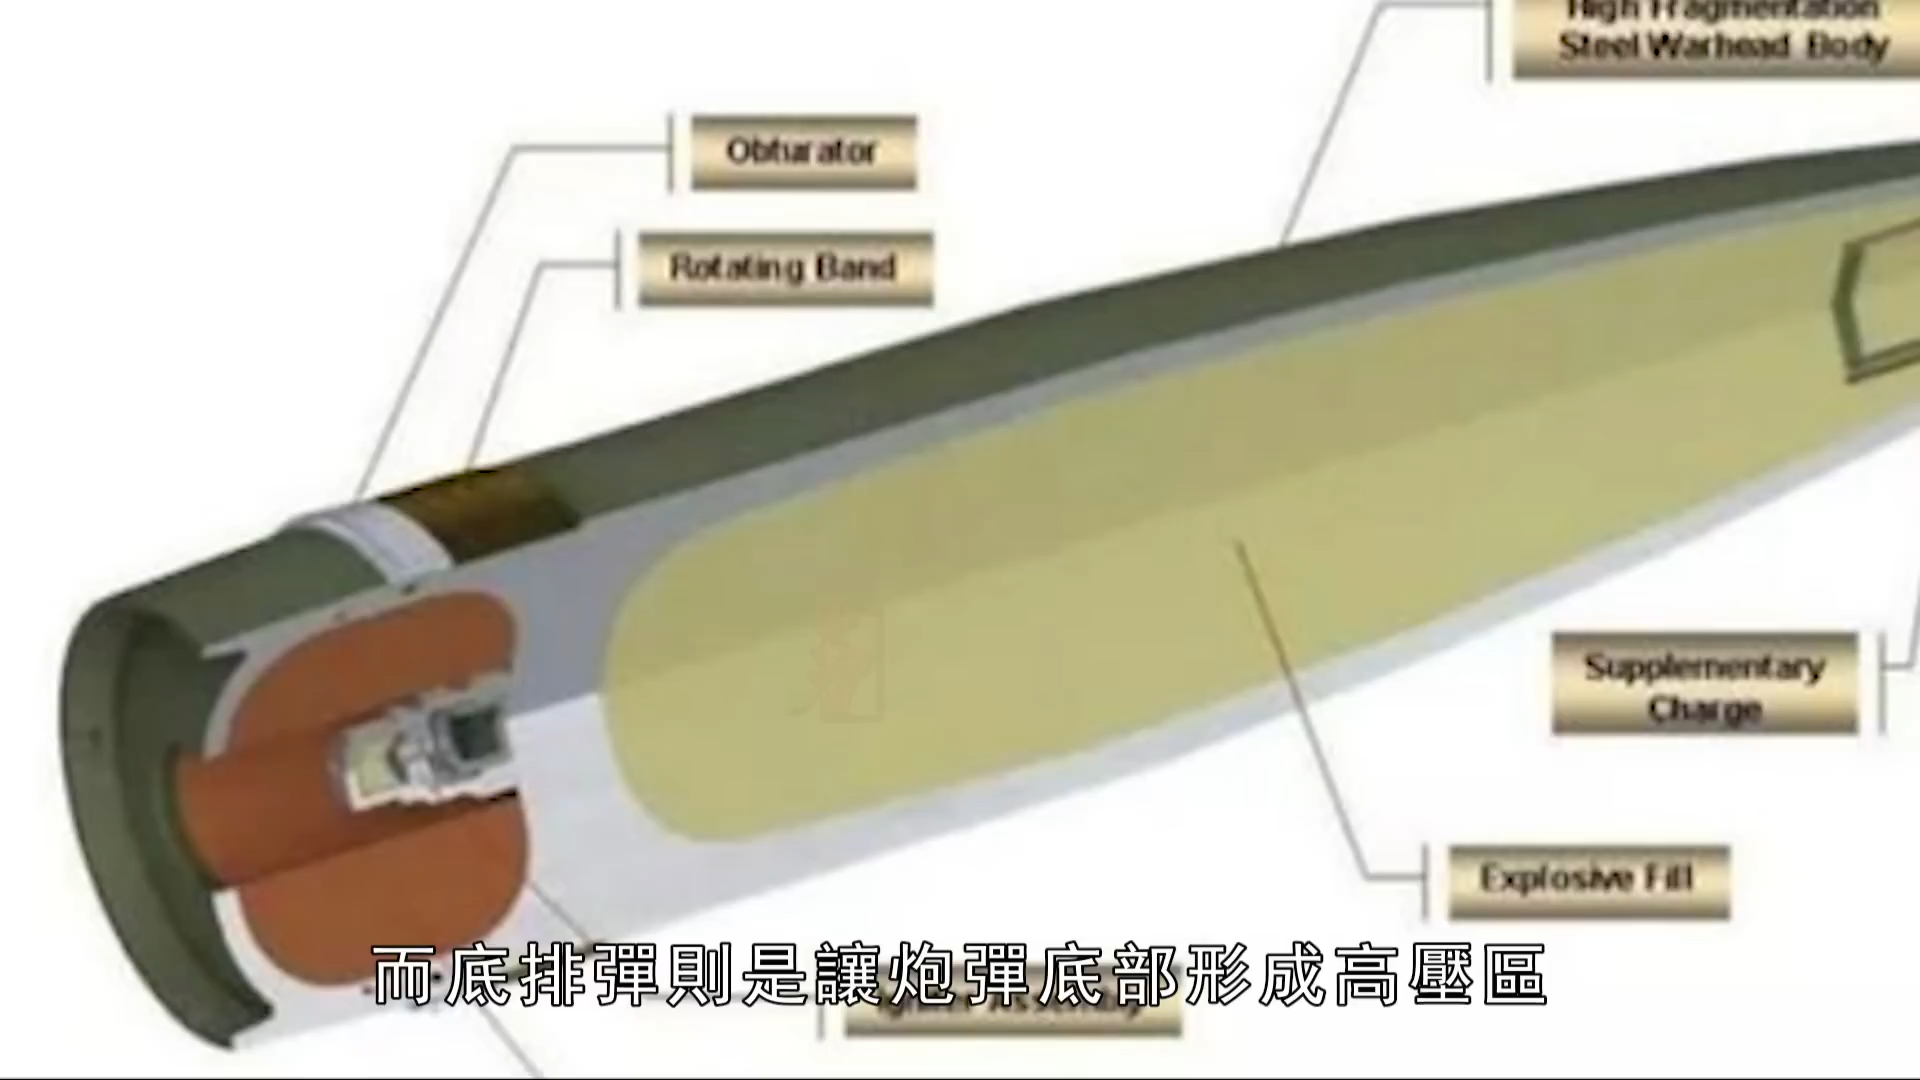 High Fragmentation
Steel Warhead Body
Obturator
Rotating Band
Supplementary
Charge
Explosive Fill
而底排彈則是讓炮彈底部形成高壓區